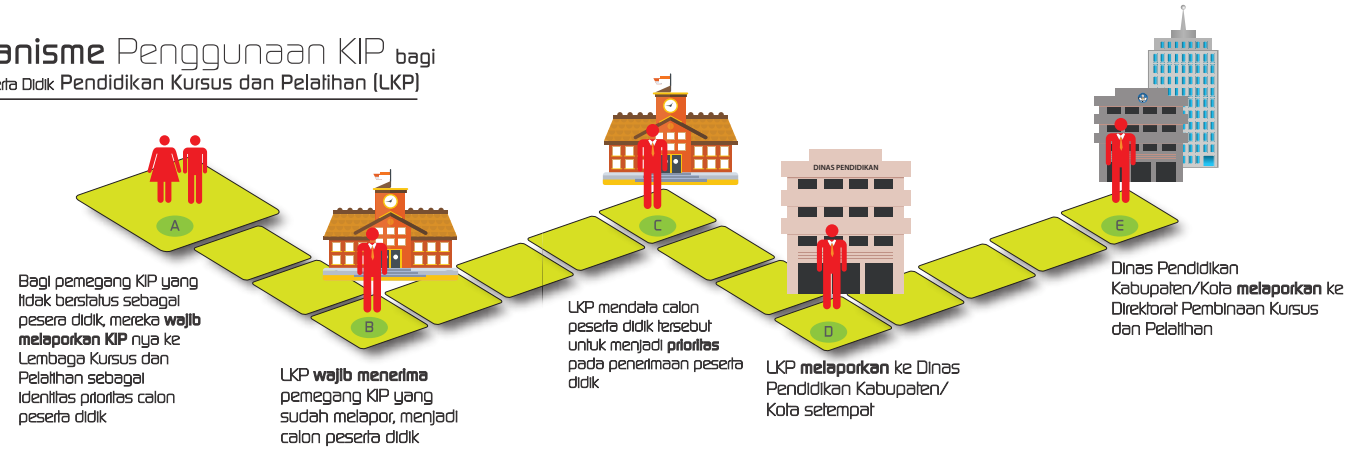 anisme Penggunaan KIP bagi
erta Didik Pendidikan Kursus dan Pelatihan (LKP)
A
Bagi pemegang KIP yang
tidak berstatus sebagai
pesera didik, mereka wajib
melaporkan KIP nya ke
Lembaga Kursus dan
Pelatihan sebagai
identitas prioritas calon
peserta didik
B
LKP wajib menerima
pemegang KIP yang
sudah melapor, menjadi
calon peserta didik
C
LKP mendata calon
peserta didik tersebut
untuk menjadi prioritas
pada penerimaan peserta
didik
DINAS PENDIDIKAN
D
LKP melaporkan ke Dinas
Pendidikan Kabupaten/
Kota setempat
E
Dinas Pendidikan
Kabupaten/Kota melaporkan ke
Direktorat Pembinaan Kursus
dan Pelatihan